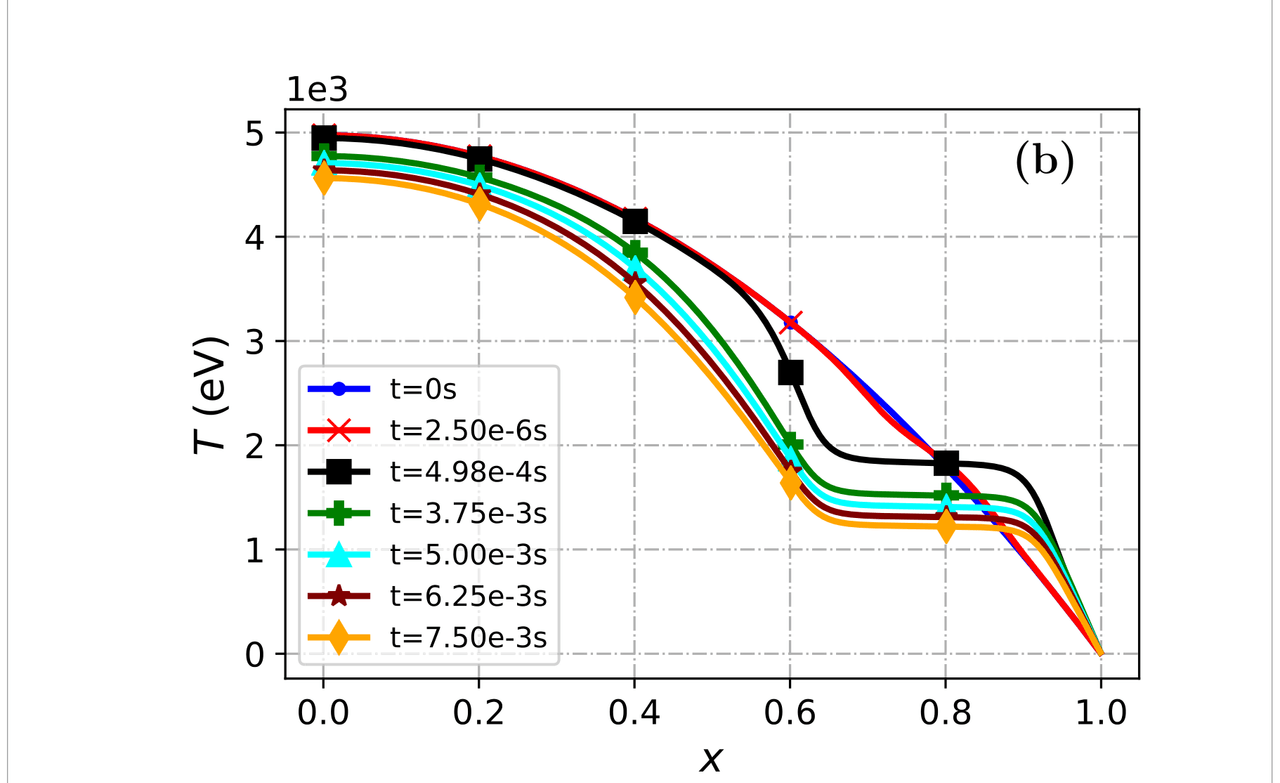 1e3
(b)
5
4
3
2
1
0
T (eV)
t=0s
t=2.50e-6s
t=4.98e-4s
t=3.75e-3s
t=5.00e-3s
t=6.25e-3s
t=7.50e-3s
0.0 0.2 0.4 0.6 0.8 1.0
x